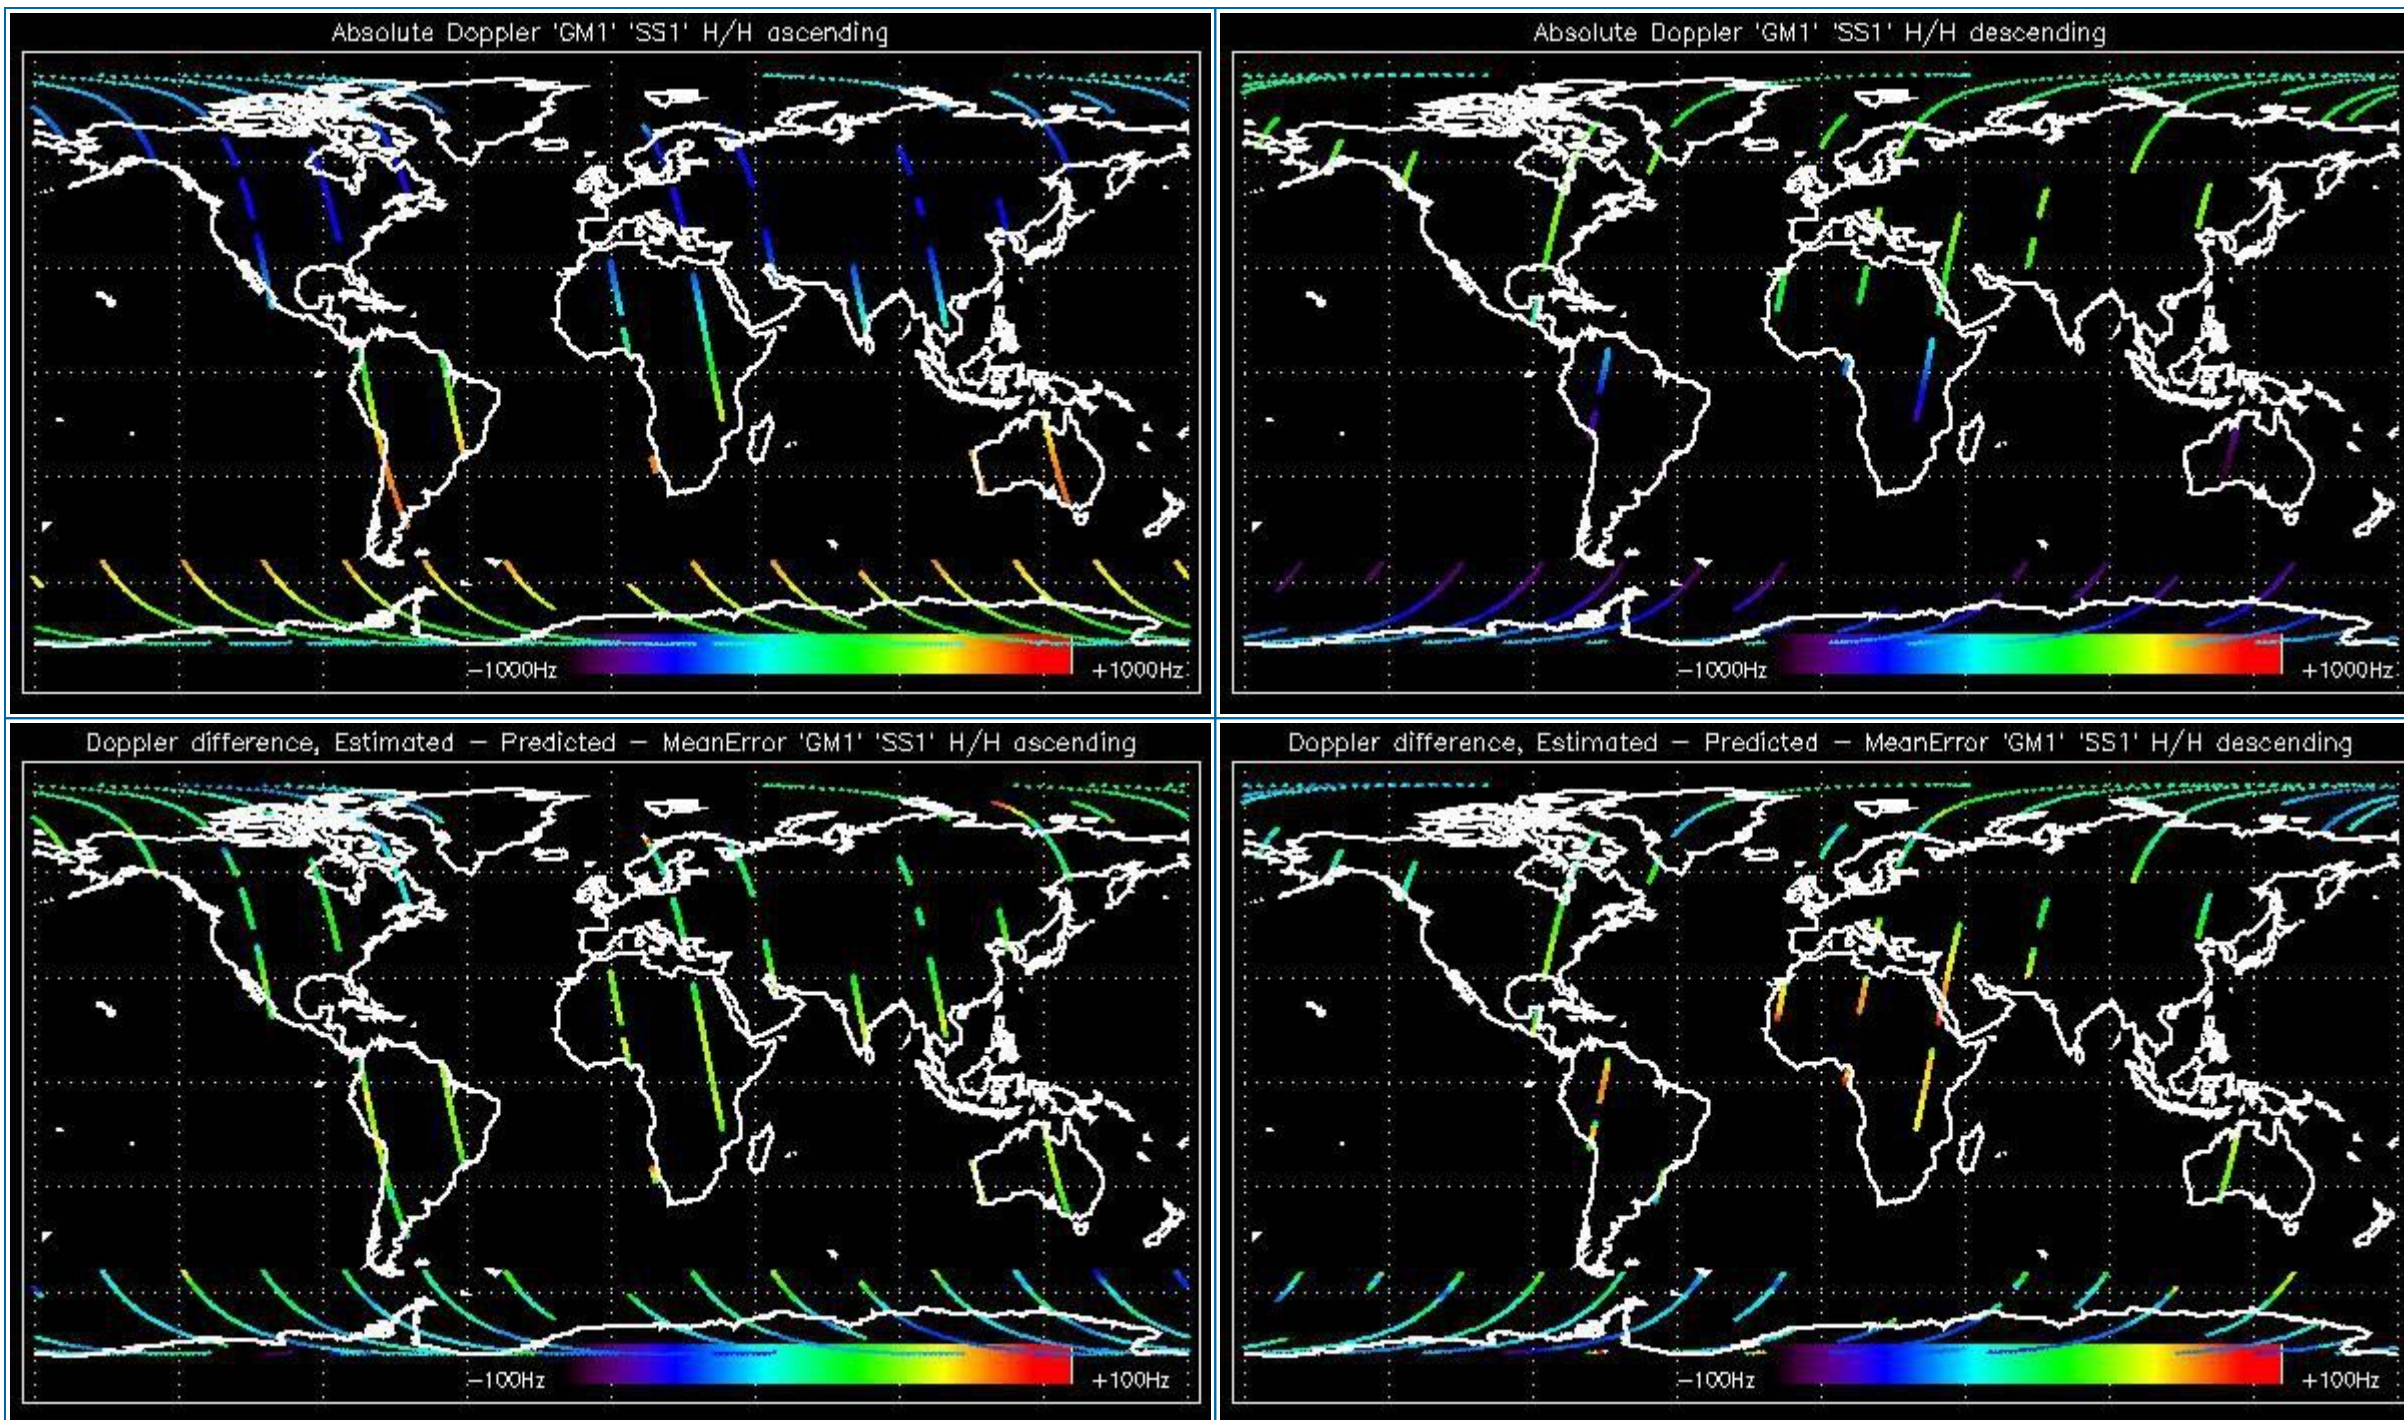 Absolute Doppler 'GM1' 'SS1' H/H ascending
−1000Hz
+1000Hz
Absolute Doppler 'GM1' 'SS1' H/H descending
−1000Hz
+1000Hz
Doppler difference, Estimated − Predicted − MeanError 'GM1' 'SS1' H/H ascending
−100Hz
+100Hz
Doppler difference, Estimated − Predicted − MeanError 'GM1' 'SS1' H/H descending
−100Hz
+100Hz